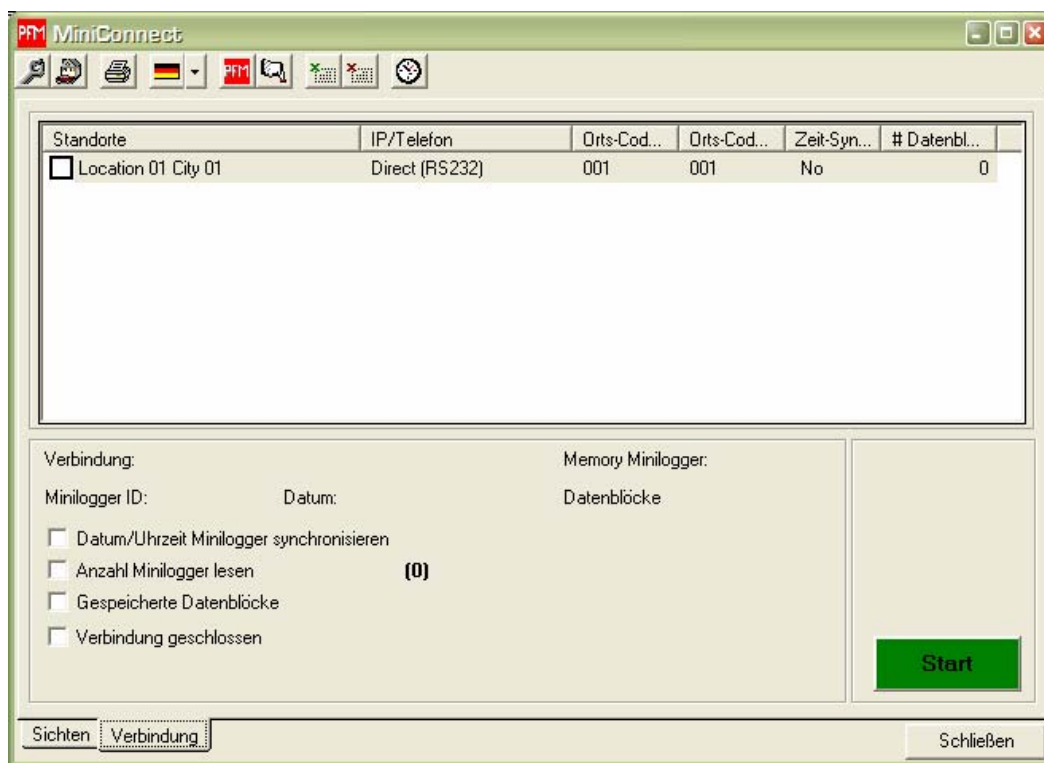 PFM MiniConnect
PFM
Standorte IP/Telefon Orts-Cod... Orts-Cod... Zeit-Syn... # Datenbl...
Location 01 City 01 Direct (RS232) 001 001 No 0
Verbindung: Memory Minilogger:
Minilogger ID: Datum: Datenblöcke
Datum/Uhrzeit Minilogger synchronisieren
Anzahl Minilogger lesen (0)
Gespeicherte Datenblöcke
Verbindung geschlossen
Start
Sichten Verbindung Schließen